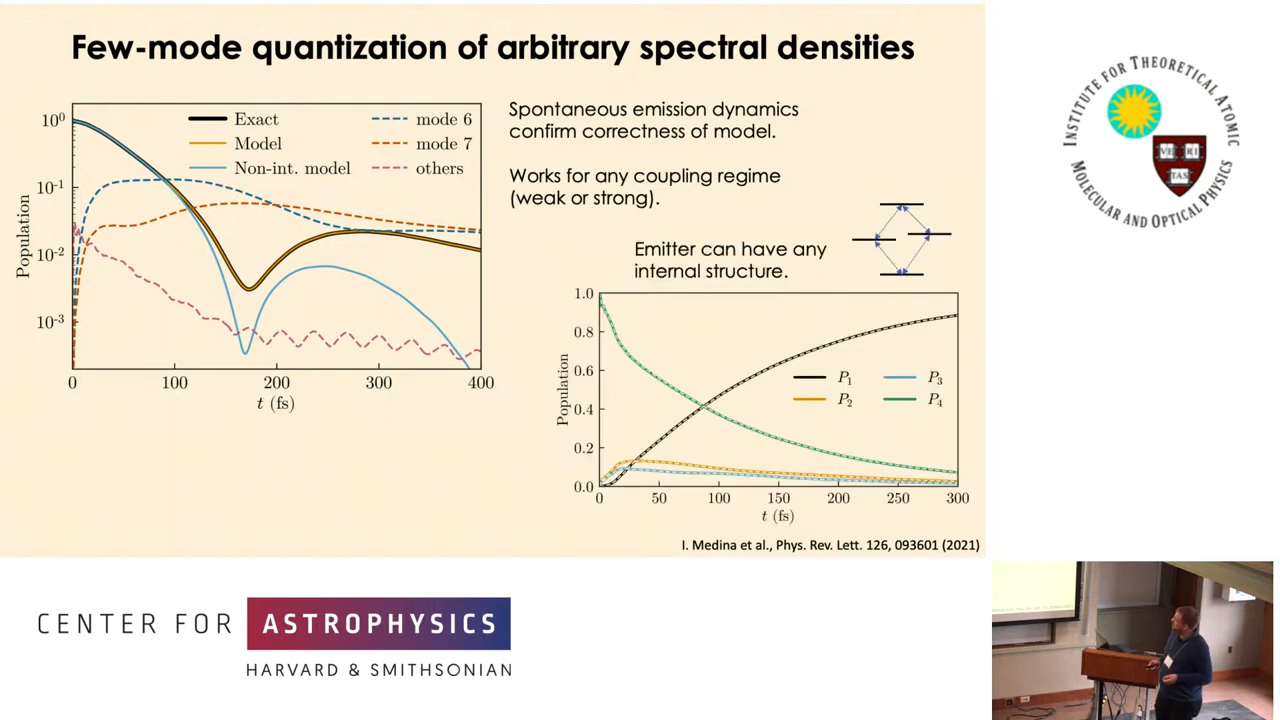 Few-mode quantization of arbitrary spectral densities
Exact
Model
Non-int. model
mode 6
mode 7
others
10⁰
10⁻¹
10⁻²
10⁻³
Population
0
100
200
300
400
t (fs)
Spontaneous emission dynamics
confirm correctness of model.
Works for any coupling regime
(weak or strong).
Emitter can have any
internal structure.
1.0
0.8
0.6
0.4
0.2
0.0
Population
P₁
P₂
P₃
P₄
0
50
100
150
200
250
300
t (fs)
I. Medina et al., Phys. Rev. Lett. 126, 093601 (2021)
INSTITUTE FOR THEORETICAL ATOMIC
MOLECULAR AND OPTICAL PHYSICS
VE RI
TAS
CENTER FOR ASTROPHYSICS
HARVARD & SMITHSONIAN